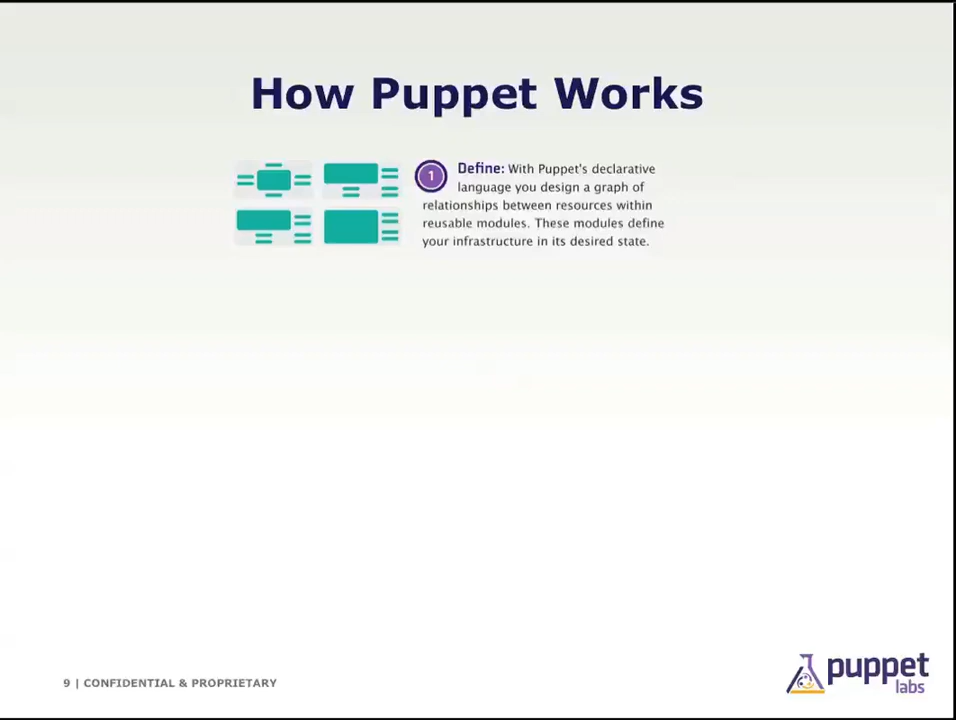 How Puppet Works
1
Define: With Puppet's declarative
language you design a graph of
relationships between resources within
reusable modules. These modules define
your infrastructure in its desired state.
9 | CONFIDENTIAL & PROPRIETARY
puppet
labs